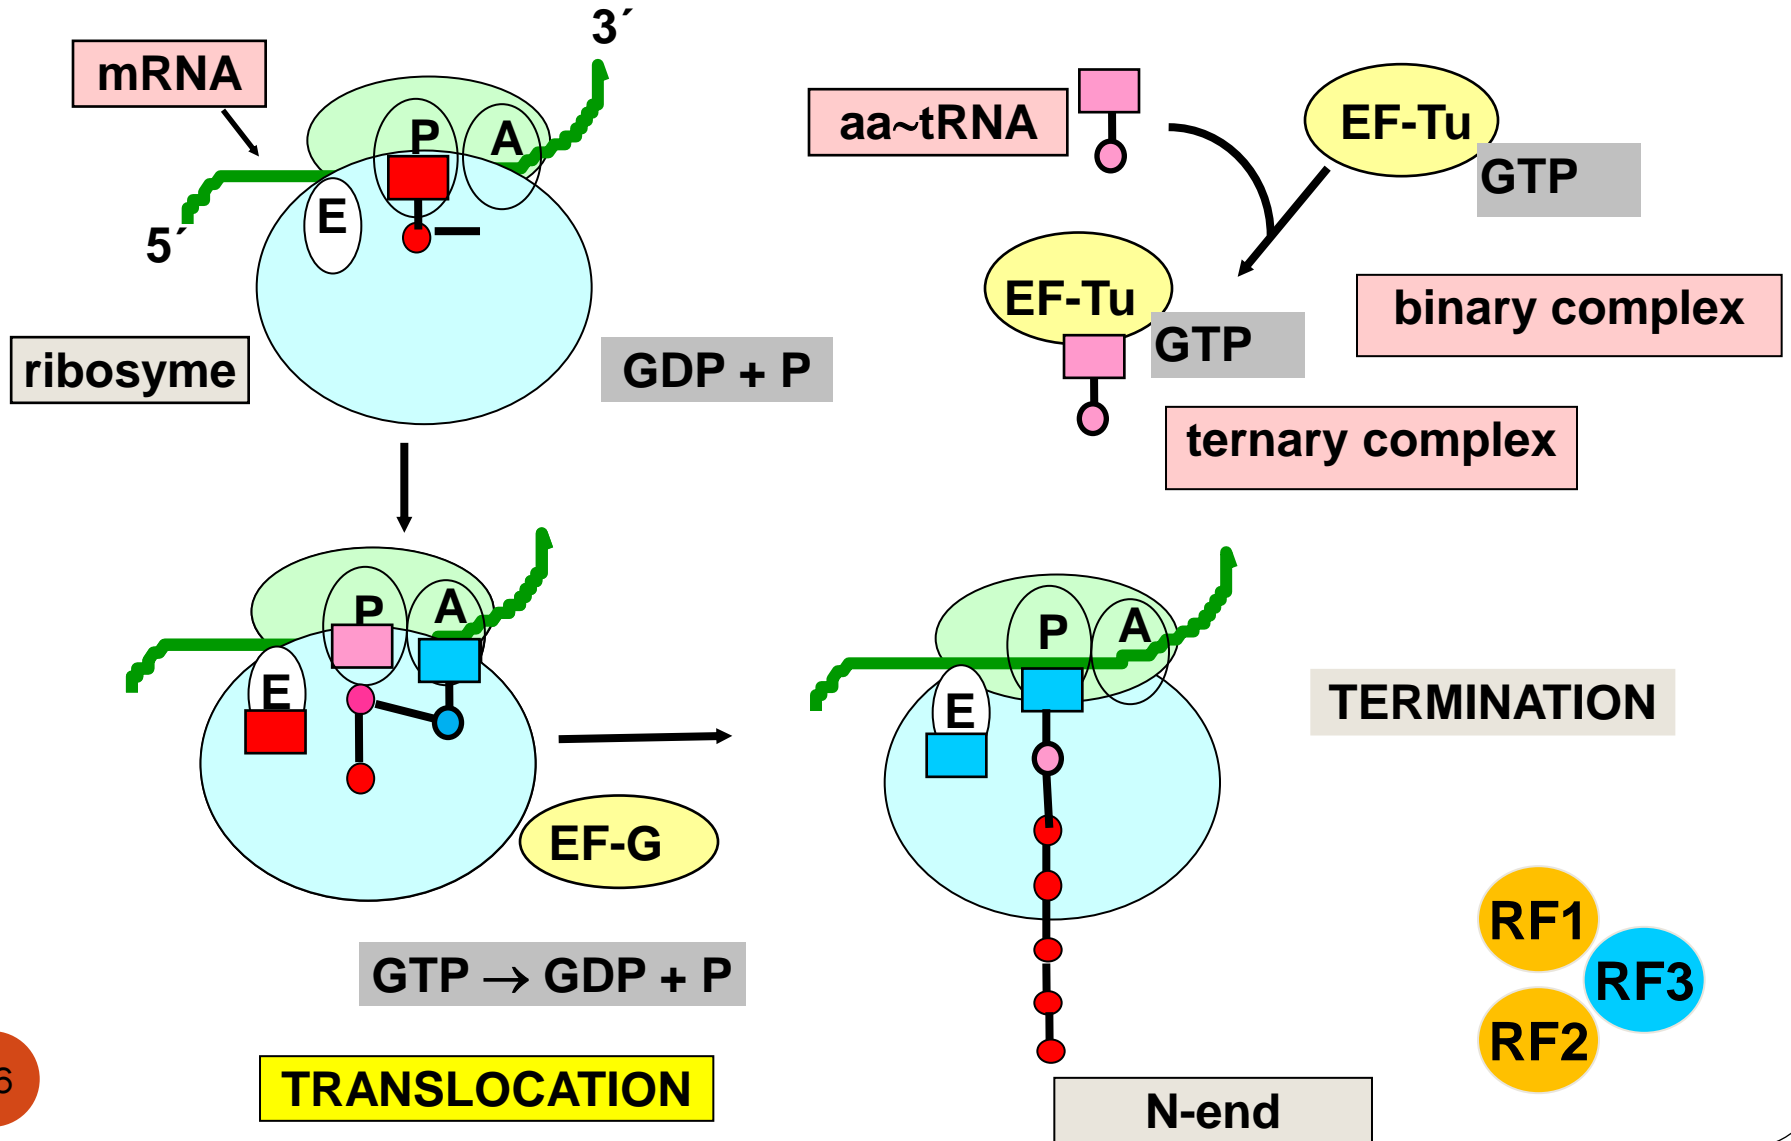 3´
mRNA
P
A
E
5´
ribosyme
GDP + P
aa~tRNA
EF-Tu
GTP
EF-Tu
GTP
binary complex
ternary complex
P
A
E
EF-G
GTP → GDP + P
TRANSLOCATION
P
A
E
TERMINATION
RF1
RF3
RF2
N-end
6